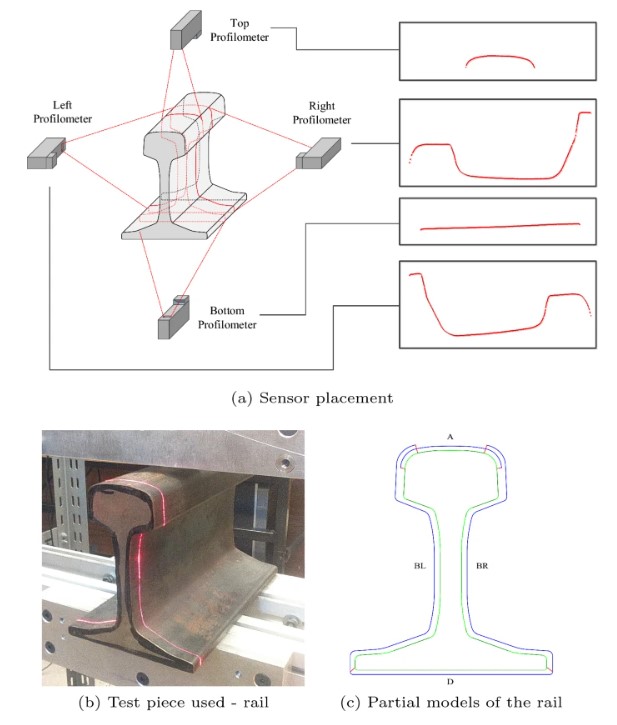 Top
Profilometer
Left
Profilometer
Right
Profilometer
Bottom
Profilometer
(a) Sensor placement
A
BL
BR
D
(b) Test piece used - rail
(c) Partial models of the rail